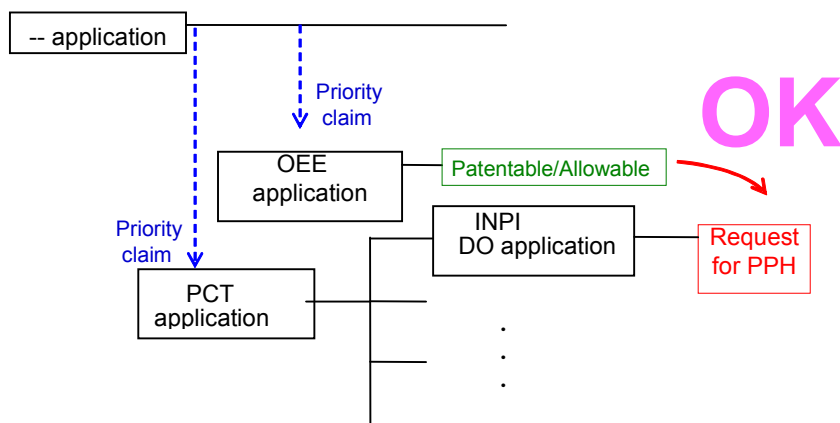 -- application
OK
Priority
claim
OEE
application
Patentable/Allowable
INPI
DO application
Request
for PPH
Priority
claim
PCT
application